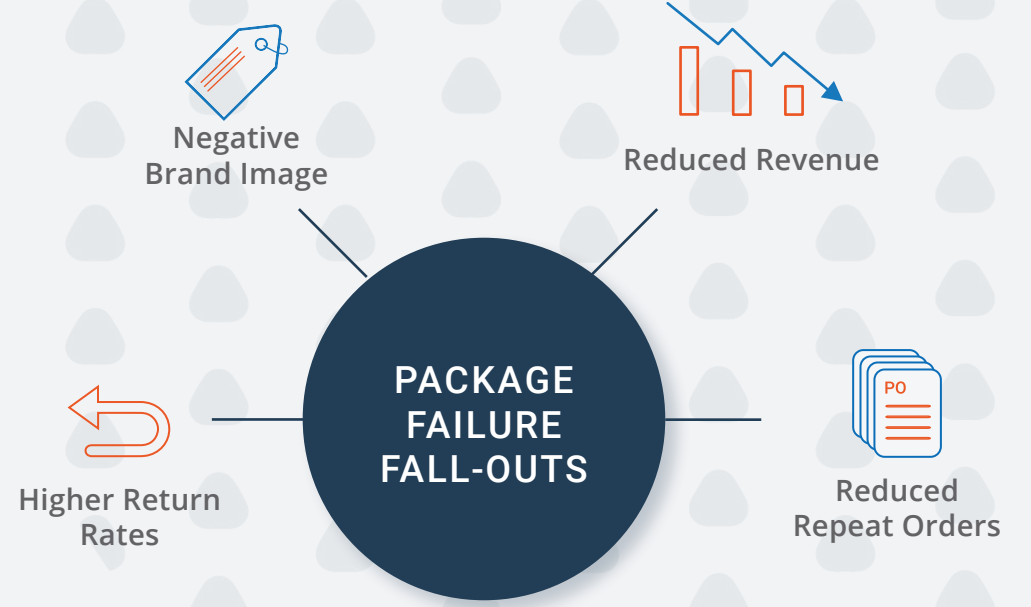 Negative
Brand Image
Reduced Revenue
PACKAGE
FAILURE
FALL-OUTS
Higher Return
Rates
PO
Reduced
Repeat Orders